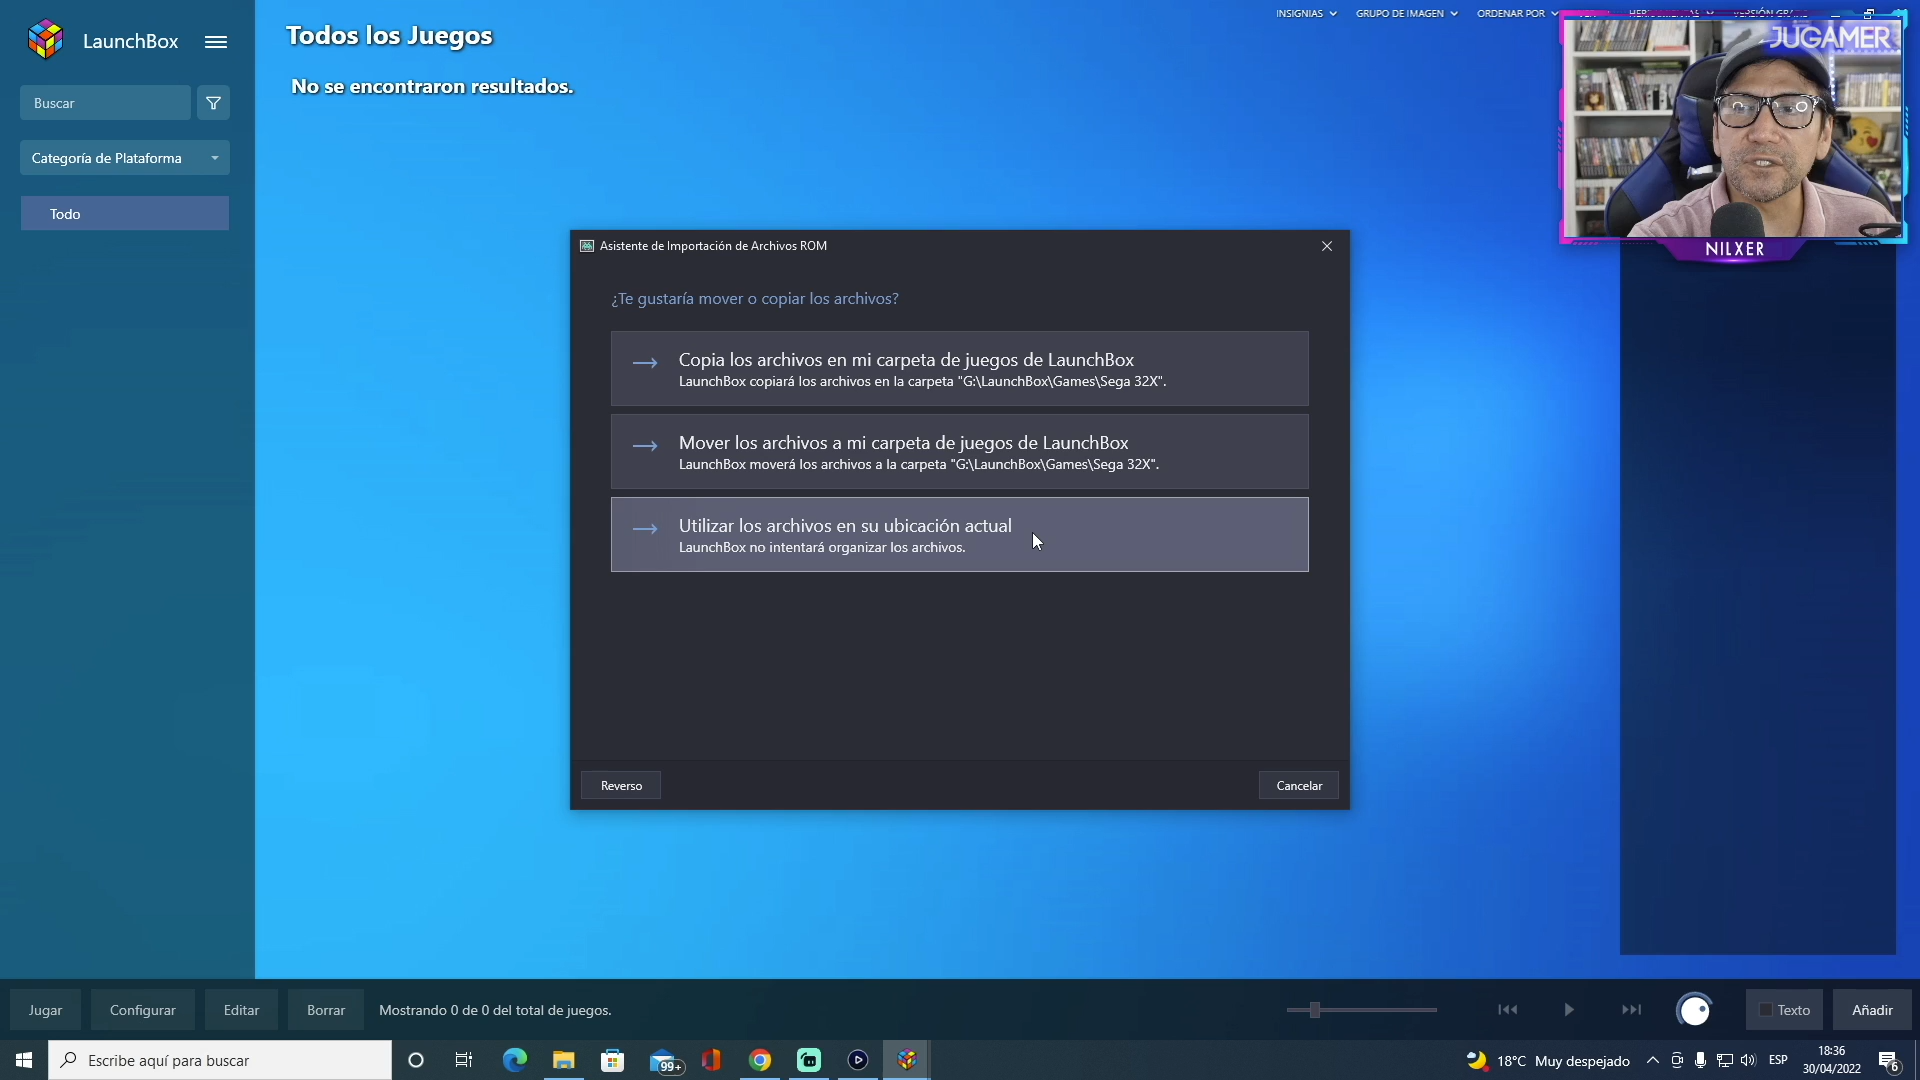 LaunchBox
Todos los Juegos
INSIGNIAS
GRUPO DE IMAGEN
ORDENAR POR
JUGAMER
No se encontraron resultados.
Buscar
Categoría de Plataforma
Todo
NILXER
Asistente de Importación de Archivos ROM
¿Te gustaría mover o copiar los archivos?
Copia los archivos en mi carpeta de juegos de LaunchBox
LaunchBox copiará los archivos en la carpeta "G:\LaunchBox\Games\Sega 32X".
Mover los archivos a mi carpeta de juegos de LaunchBox
LaunchBox moverá los archivos a la carpeta "G:\LaunchBox\Games\Sega 32X".
Utilizar los archivos en su ubicación actual
LaunchBox no intentará organizar los archivos.
Reverso
Cancelar
Jugar
Configurar
Editar
Borrar
Mostrando 0 de 0 del total de juegos.
Texto
Añadir
Escribe aquí para buscar
99+
18°C Muy despejado
ESP
18:36
30/04/2022
6